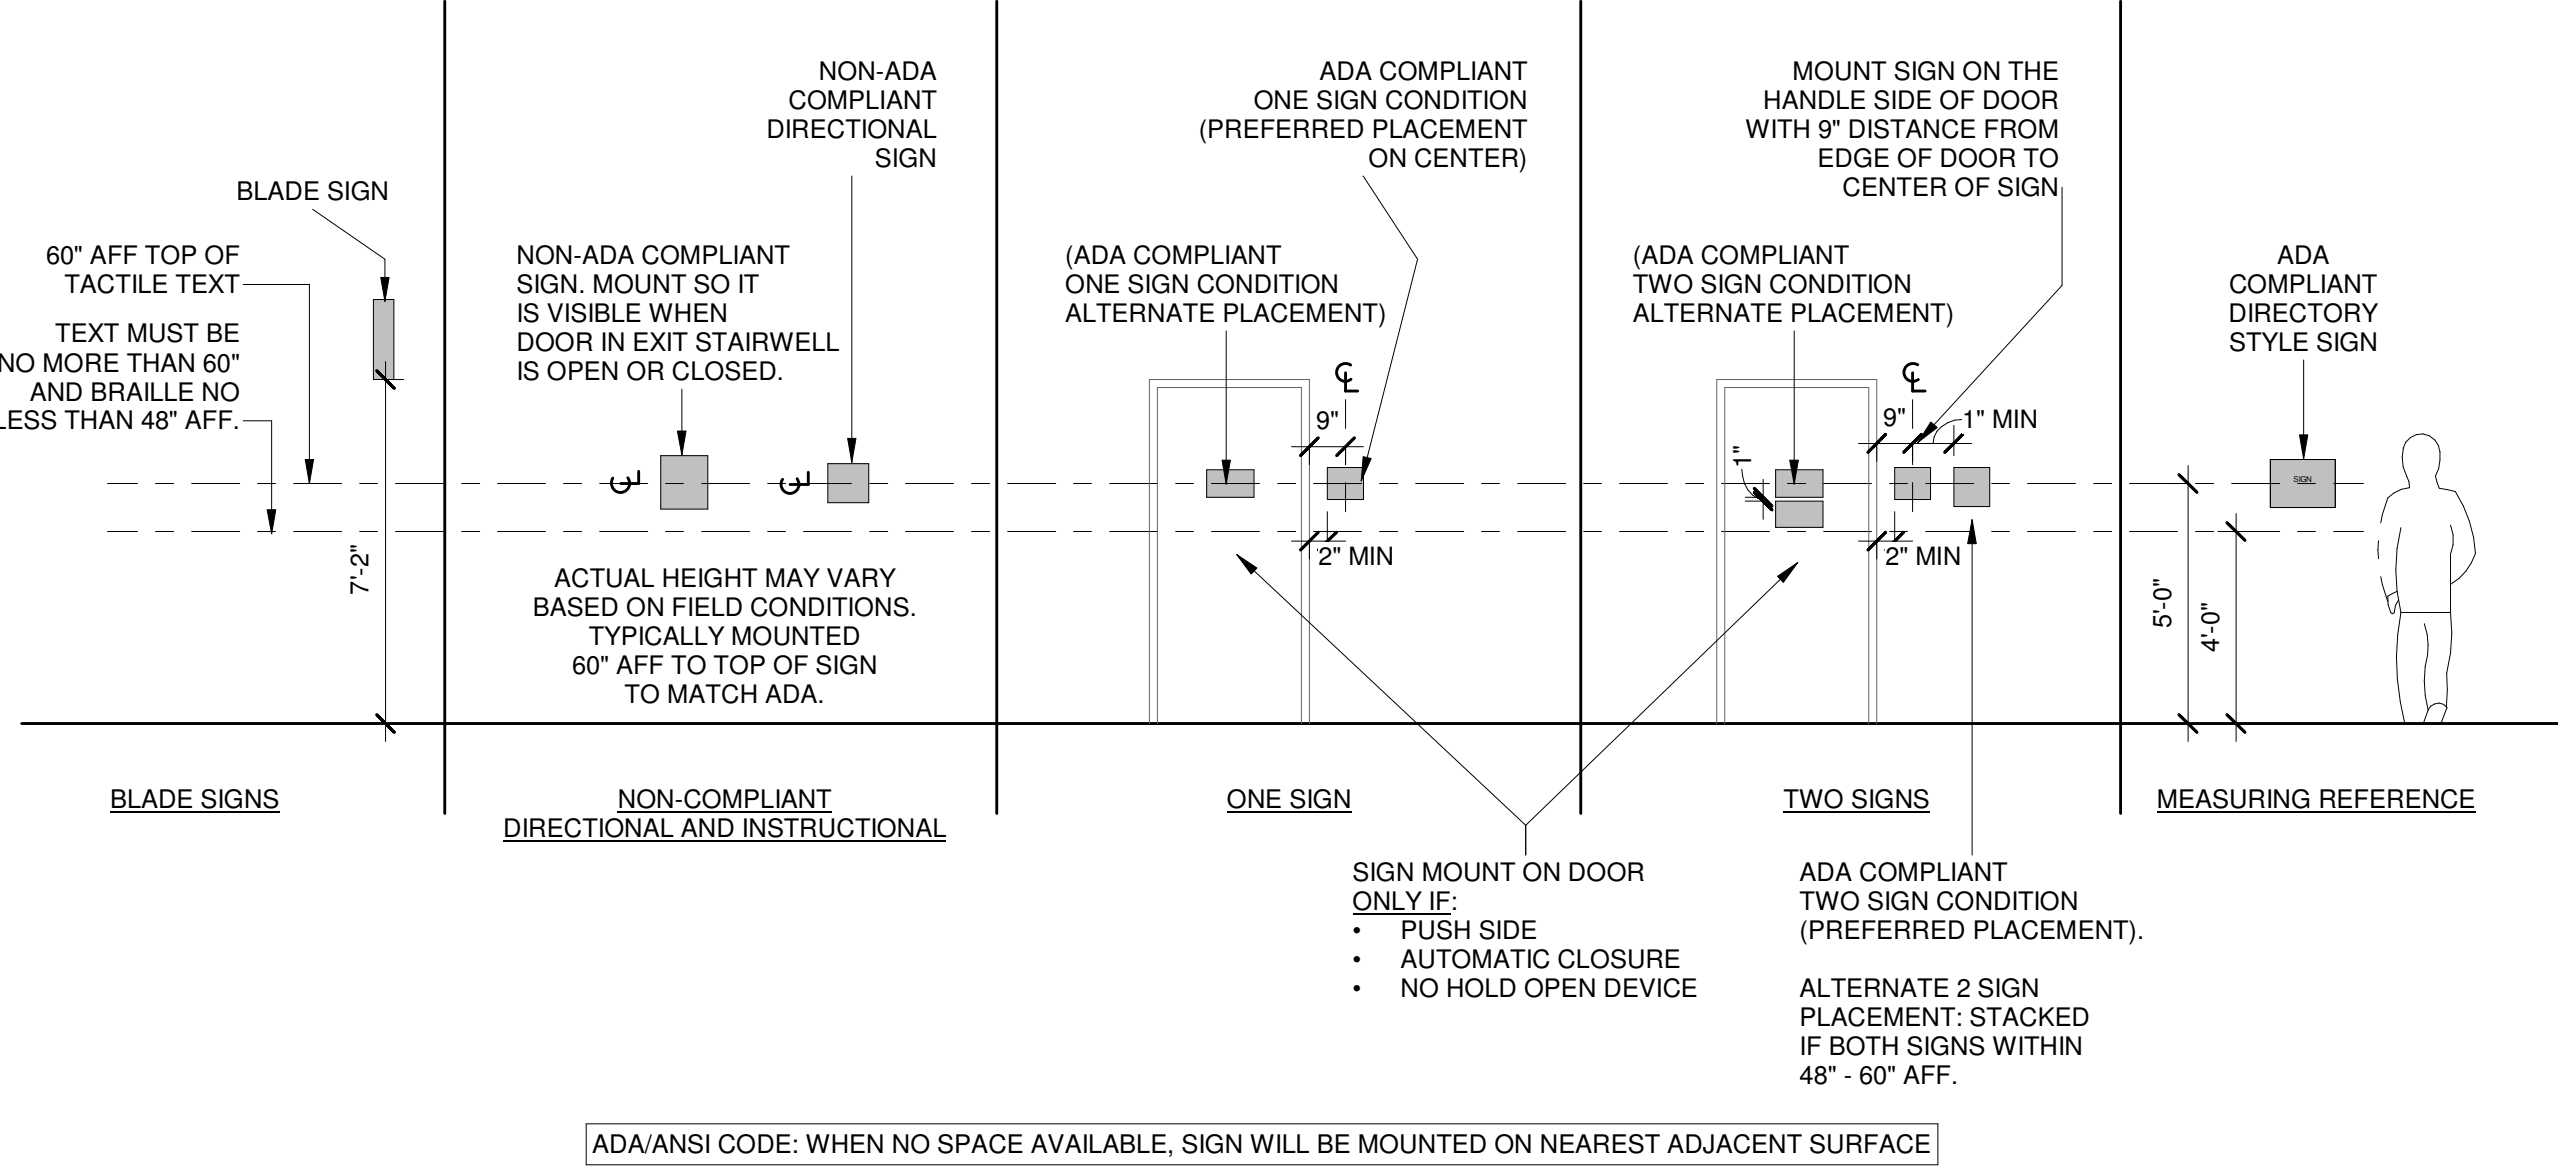 BLADE SIGN
60" AFF TOP OF
TACTILE TEXT
TEXT MUST BE
NO MORE THAN 60"
AND BRAILLE NO
LESS THAN 48" AFF.
7'-2"
BLADE SIGNS
NON-ADA
COMPLIANT
DIRECTIONAL
SIGN
NON-ADA COMPLIANT
SIGN. MOUNT SO IT
IS VISIBLE WHEN
DOOR IN EXIT STAIRWELL
IS OPEN OR CLOSED.
CL
CL
ACTUAL HEIGHT MAY VARY
BASED ON FIELD CONDITIONS.
TYPICALLY MOUNTED
60" AFF TO TOP OF SIGN
TO MATCH ADA.
NON-COMPLIANT
DIRECTIONAL AND INSTRUCTIONAL
ADA COMPLIANT
ONE SIGN CONDITION
(PREFERRED PLACEMENT
ON CENTER)
(ADA COMPLIANT
ONE SIGN CONDITION
ALTERNATE PLACEMENT)
CL
9"
2" MIN
ONE SIGN
MOUNT SIGN ON THE
HANDLE SIDE OF DOOR
WITH 9" DISTANCE FROM
EDGE OF DOOR TO
CENTER OF SIGN
(ADA COMPLIANT
TWO SIGN CONDITION
ALTERNATE PLACEMENT)
CL
9"
1" MIN
1"
2" MIN
TWO SIGNS
ADA
COMPLIANT
DIRECTORY
STYLE SIGN
SIGN
5'-0"
4'-0"
MEASURING REFERENCE
SIGN MOUNT ON DOOR
ONLY IF:
• PUSH SIDE
• AUTOMATIC CLOSURE
• NO HOLD OPEN DEVICE
ADA COMPLIANT
TWO SIGN CONDITION
(PREFERRED PLACEMENT).
ALTERNATE 2 SIGN
PLACEMENT: STACKED
IF BOTH SIGNS WITHIN
48" - 60" AFF.
ADA/ANSI CODE: WHEN NO SPACE AVAILABLE, SIGN WILL BE MOUNTED ON NEAREST ADJACENT SURFACE